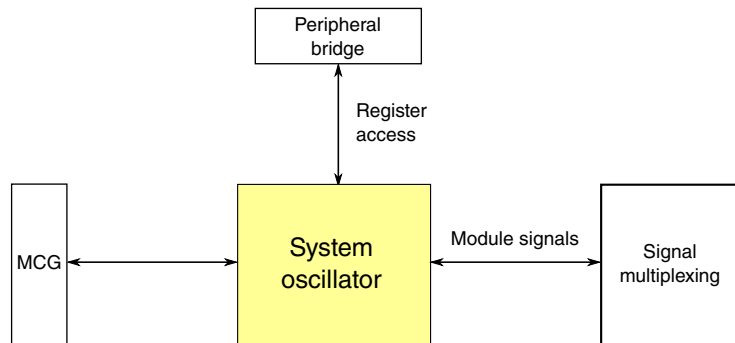 Peripheral
bridge
Register
access
MCG
System
oscillator
Module signals
Signal
multiplexing